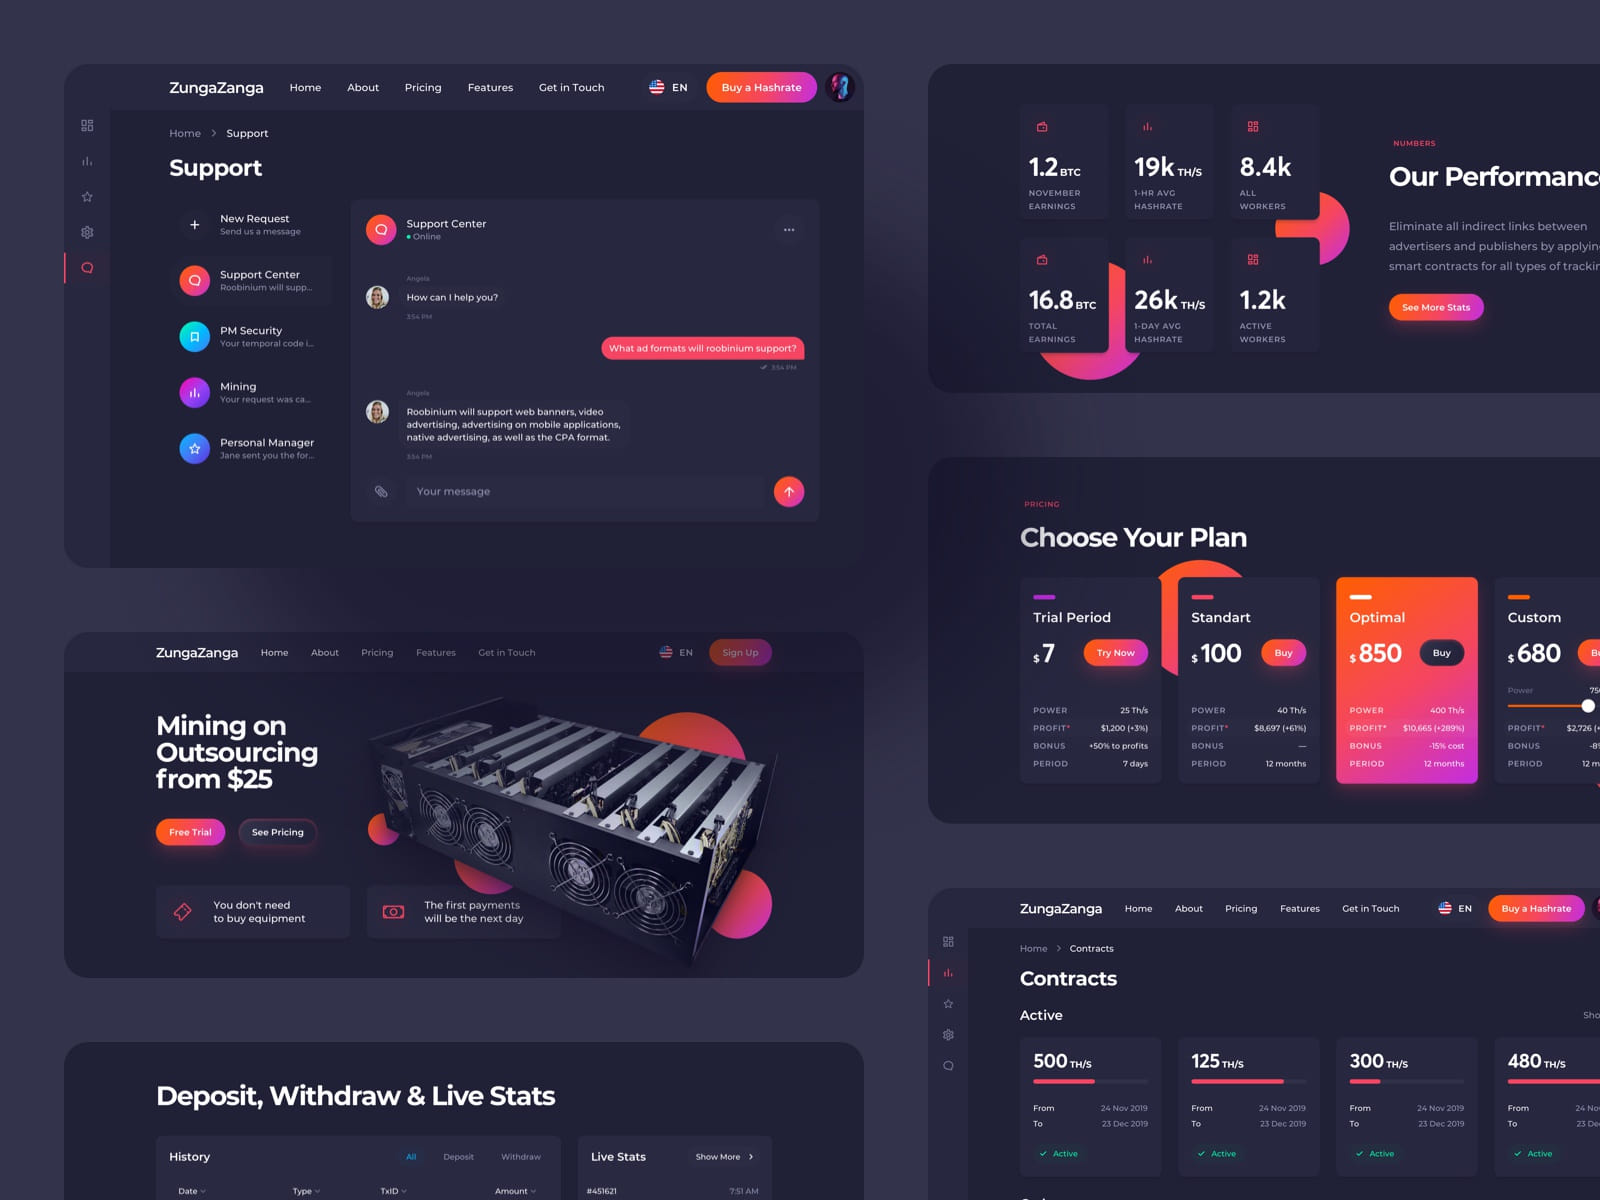 ZungaZanga
Home
About
Pricing
Features
Get in Touch
EN
Buy a Hashrate
Home
Support
Support
New Request
Send us a message
Support Center
Roobinium will supp...
PM Security
Your temporal code i...
Mining
Your request was ca...
Personal Manager
Jane sent you the for...
Support Center
Online
Angela
How can I help you?
3:54 PM
What ad formats will roobinium support?
3:54 PM
Angela
Roobinium will support web banners, video
advertising, advertising on mobile applications,
native advertising, as well as the CPA format.
3:54 PM
Your message
1.2 BTC
NOVEMBER
EARNINGS
19k TH/S
1-HR AVG
HASHRATE
8.4k
ALL
WORKERS
16.8 BTC
TOTAL
EARNINGS
26k TH/S
1-DAY AVG
HASHRATE
1.2k
ACTIVE
WORKERS
NUMBERS
Our Performanc
Eliminate all indirect links between
advertisers and publishers by applyin
smart contracts for all types of tracki
See More Stats
PRICING
Choose Your Plan
Trial Period
$ 7
Try Now
POWER 25 Th/s
PROFIT* $1,200 (+3%)
BONUS +50% to profits
PERIOD 7 days
Standart
$ 100
Buy
POWER 40 Th/s
PROFIT* $8,697 (+61%)
BONUS —
PERIOD 12 months
Optimal
$ 850
Buy
POWER 400 Th/s
PROFIT* $10,665 (+289%)
BONUS -15% cost
PERIOD 12 months
Custom
$ 680
Bu
Power 750
PROFIT* $2,726 (+
BONUS -8%
PERIOD 12 m
ZungaZanga
Home
About
Pricing
Features
Get in Touch
EN
Sign Up
Mining on
Outsourcing
from $25
Free Trial
See Pricing
You don't need
to buy equipment
The first payments
will be the next day
Deposit, Withdraw & Live Stats
History
All
Deposit
Withdraw
Date
Type
TxID
Amount
Live Stats
Show More
#451621
7:51 AM
ZungaZanga
Home
About
Pricing
Features
Get in Touch
EN
Buy a Hashrate
Home
Contracts
Contracts
Active
Sho
500 TH/S
From 24 Nov 2019
To 23 Dec 2019
Active
125 TH/S
From 24 Nov 2019
To 23 Dec 2019
Active
300 TH/S
From 24 Nov 2019
To 23 Dec 2019
Active
480 TH/S
From 24 No
To 23 De
Active